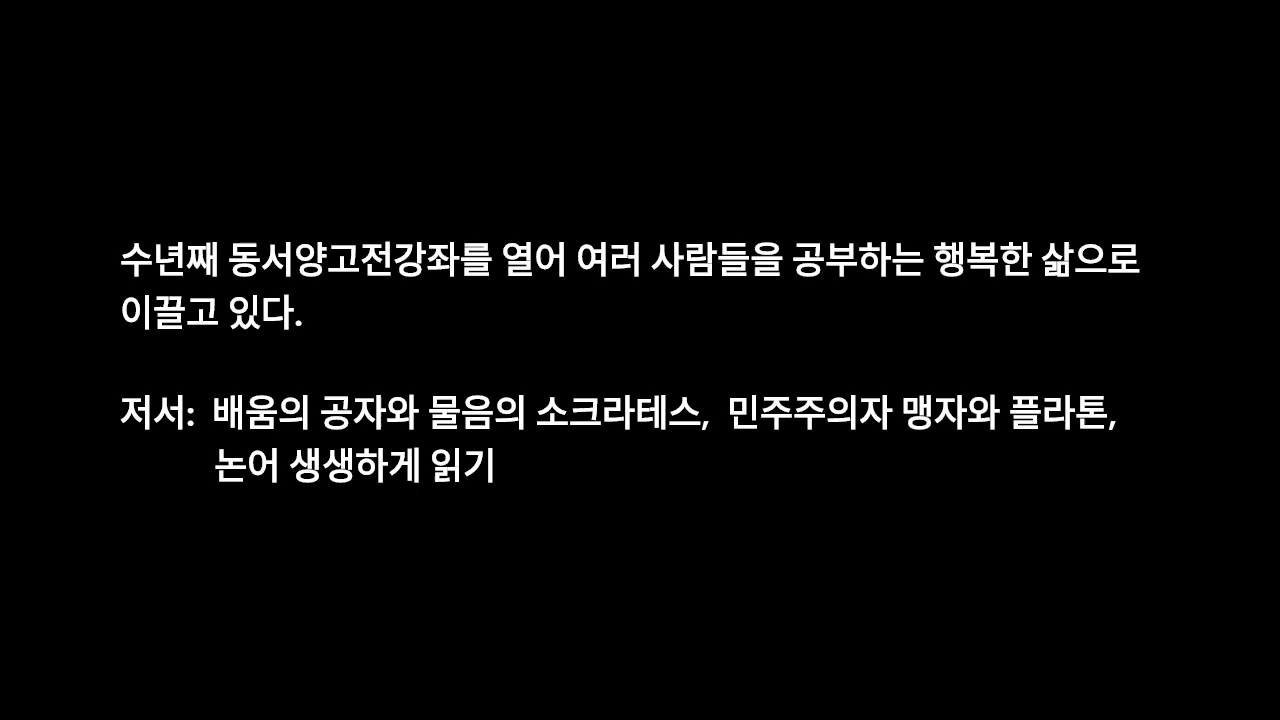 수년째 동서양고전강좌를 열어 여러 사람들을 공부하는 행복한 삶으로
이끌고 있다.
저서: 배움의 공자와 물음의 소크라테스, 민주주의자 맹자와 플라톤,
논어 생생하게 읽기